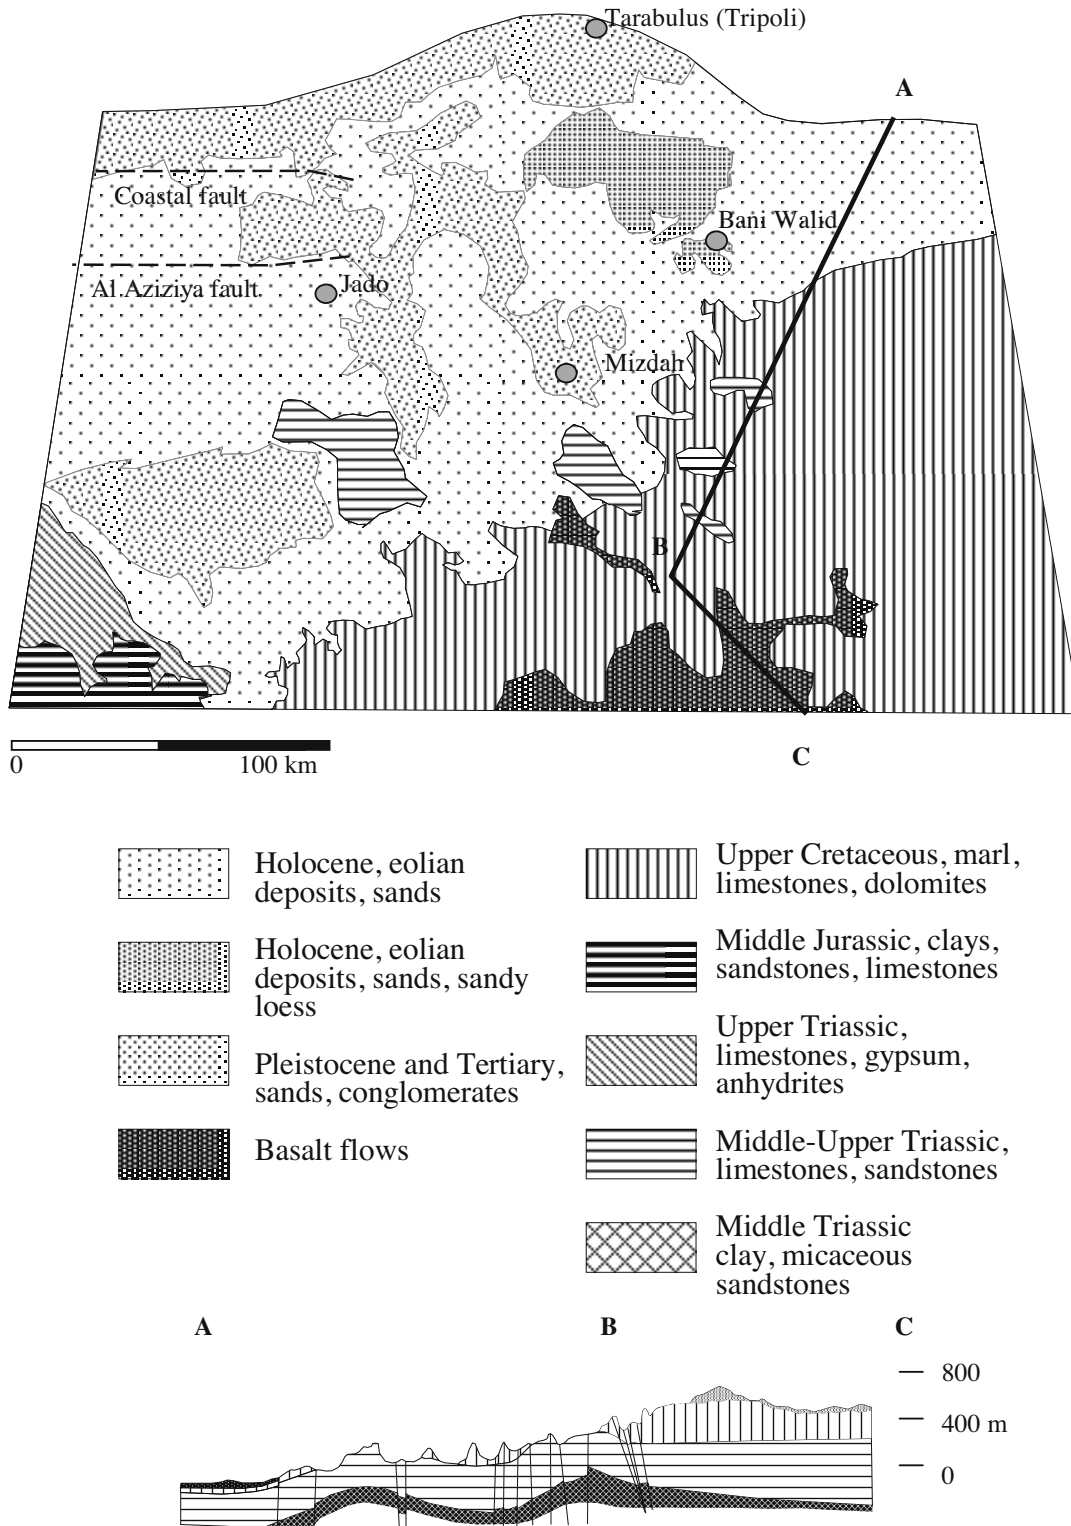 Tarabulus (Tripoli)
A
Coastal fault
Bani Walid
Al Aziziya fault
Jado
Mizdah
B
C
0
100 km
Holocene, eolian
deposits, sands
Holocene, eolian
deposits, sands, sandy
loess
Pleistocene and Tertiary,
sands, conglomerates
Basalt flows
Upper Cretaceous, marl,
limestones, dolomites
Middle Jurassic, clays,
sandstones, limestones
Upper Triassic,
limestones, gypsum,
anhydrites
Middle-Upper Triassic,
limestones, sandstones
Middle Triassic
clay, micaceous
sandstones
A
B
C
800
400 m
0